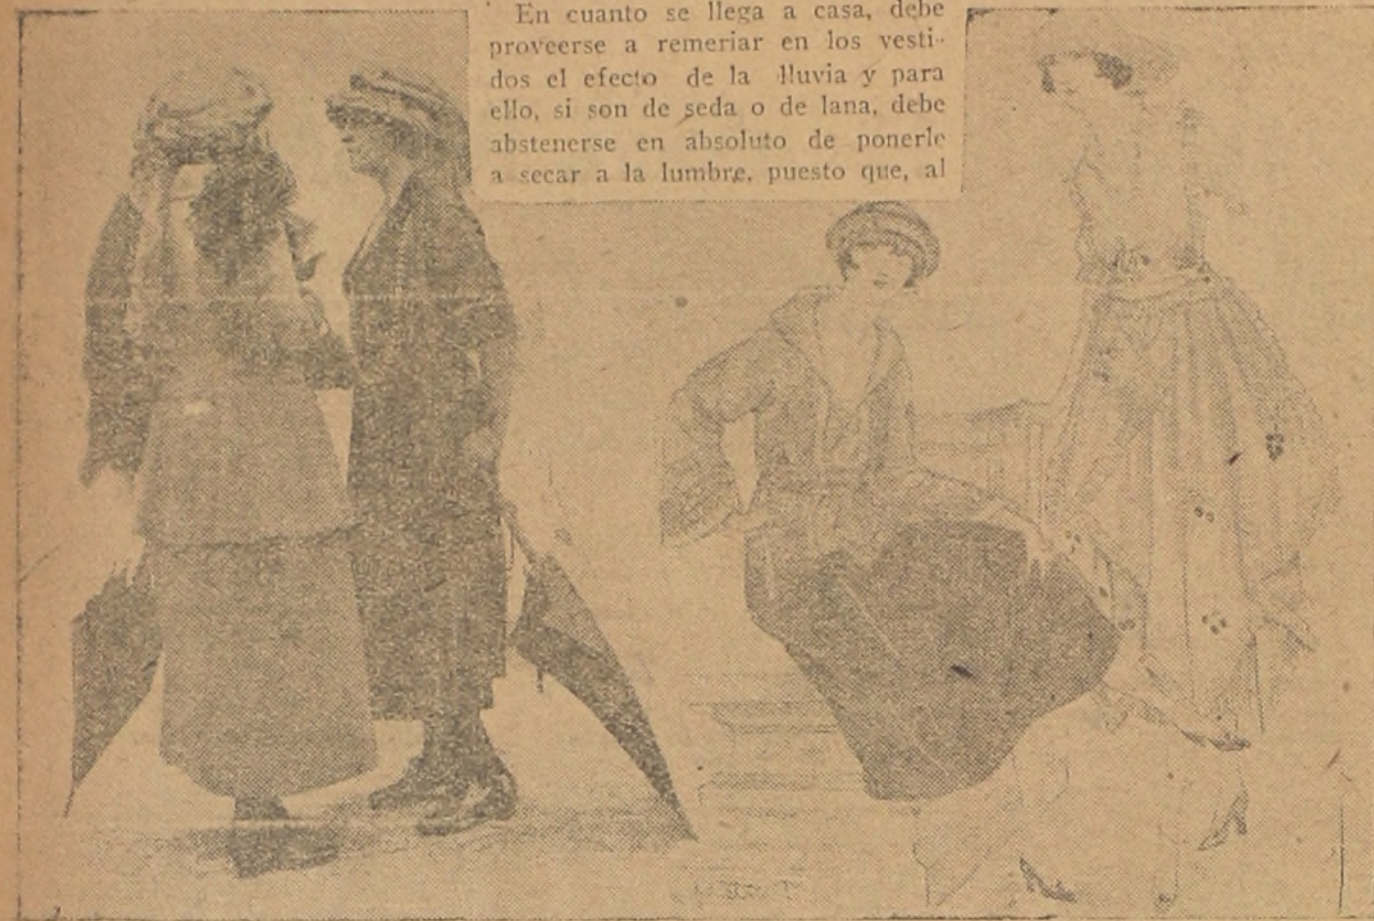 En cuanto se llega a casa, debe
proveerse a remeriar en los vesti-
dos el efecto de la lluvia y para
ello, si son de seda o de lana, debe
abstenerse en absoluto de ponerle
a secar a la lumbre, puesto que, al